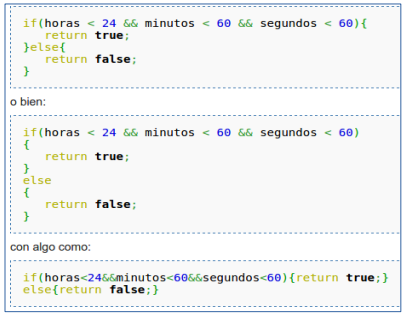 if(horas < 24 && minutos < 60 && segundos < 60){
   return true;
}else{
   return false;
}
o bien:
if(horas < 24 && minutos < 60 && segundos < 60)
{
   return true;
}
else
{
   return false;
}
con algo como:
if(horas<24&&minutos<60&&segundos<60){return true;}
else{return false;}